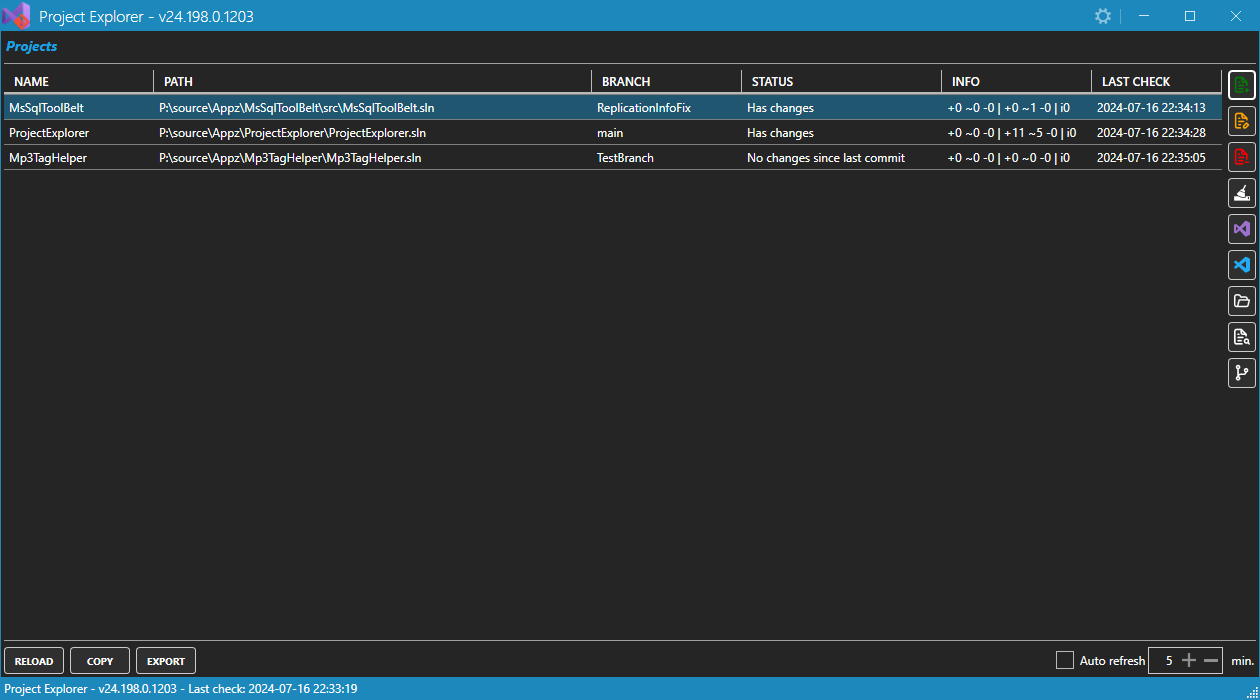 Project Explorer - v24.198.0.1203
Projects
NAME PATH BRANCH STATUS INFO LAST CHECK
MsSqlToolBelt P:\source\Appz\MsSqlToolBelt\src\MsSqlToolBelt.sln ReplicationInfoFix Has changes +0 ~0 -0 | +0 ~1 -0 | i0 2024-07-16 22:34:13
ProjectExplorer P:\source\Appz\ProjectExplorer\ProjectExplorer.sln main Has changes +0 ~0 -0 | +11 ~5 -0 | i0 2024-07-16 22:34:28
Mp3TagHelper P:\source\Appz\Mp3TagHelper\Mp3TagHelper.sln TestBranch No changes since last commit +0 ~0 -0 | +0 ~0 -0 | i0 2024-07-16 22:35:05
RELOAD COPY EXPORT Auto refresh 5 min.
Project Explorer - v24.198.0.1203 - Last check: 2024-07-16 22:33:19